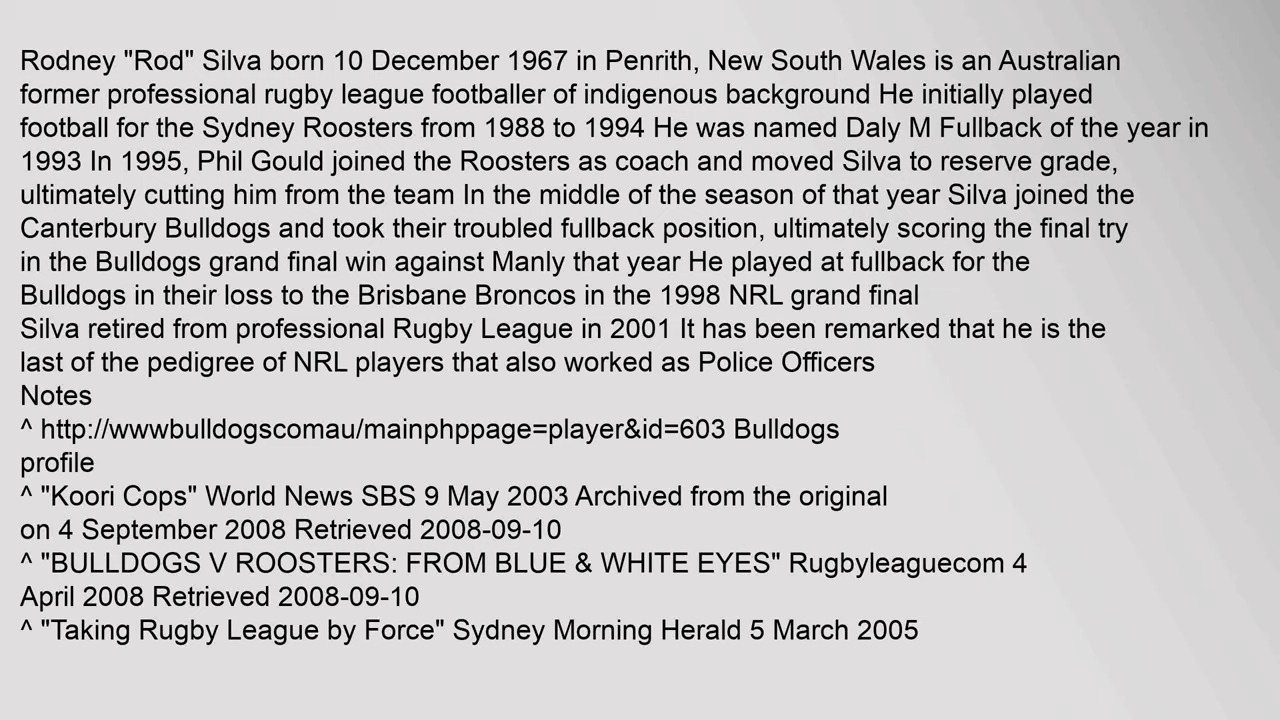 Rodney "Rod" Silva born 10 December 1967 in Penrith, New South Wales is an Australian
former professional rugby league footballer of indigenous background He initially played
football for the Sydney Roosters from 1988 to 1994 He was named Daly M Fullback of the year in
1993 In 1995, Phil Gould joined the Roosters as coach and moved Silva to reserve grade,
ultimately cutting him from the team In the middle of the season of that year Silva joined the
Canterbury Bulldogs and took their troubled fullback position, ultimately scoring the final try
in the Bulldogs grand final win against Manly that year He played at fullback for the
Bulldogs in their loss to the Brisbane Broncos in the 1998 NRL grand final
Silva retired from professional Rugby League in 2001 It has been remarked that he is the
last of the pedigree of NRL players that also worked as Police Officers
Notes
^ http://wwwbulldogscomau/mainphppage=player&id=603 Bulldogs
profile
^ "Koori Cops" World News SBS 9 May 2003 Archived from the original
on 4 September 2008 Retrieved 2008-09-10
^ "BULLDOGS V ROOSTERS: FROM BLUE & WHITE EYES" Rugbyleaguecom 4
April 2008 Retrieved 2008-09-10
^ "Taking Rugby League by Force" Sydney Morning Herald 5 March 2005